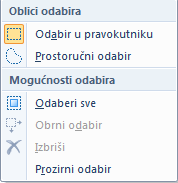 Oblici odabira
Odabir u pravokutniku
Prostoručni odabir
Mogućnosti odabira
Odaberi sve
Obrni odabir
Izbriši
Prozirni odabir